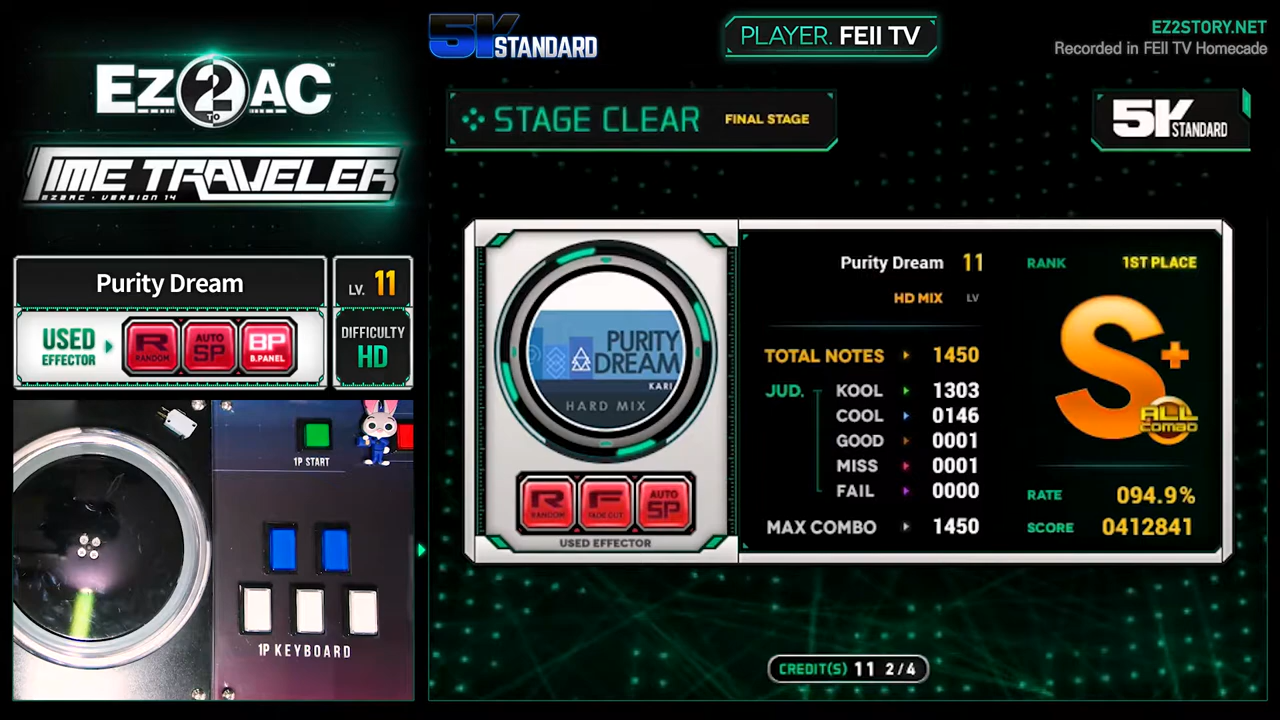 Ez2AC
TO
™
TIME TRAVELER
EZ2AC - VERSION 14
Purity Dream
LV. 11
USED EFFECTOR
R RANDOM
AUTO SP
BP B.PANEL
DIFFICULTY
HD
1P START
1P KEYBOARD
5K STANDARD
PLAYER. FEII TV
EZ2STORY.NET
Recorded in FEII TV Homecade
STAGE CLEAR
FINAL STAGE
5K STANDARD
PURITY DREAM
KARI
HARD MIX
R RANDOM
F FADE OUT
AUTO SP
USED EFFECTOR
Purity Dream 11
HD MIX LV
TOTAL NOTES 1450
JUD.
KOOL 1303
COOL 0146
GOOD 0001
MISS 0001
FAIL 0000
MAX COMBO 1450
RANK 1ST PLACE
S+
ALL COMBO
RATE 094.9%
SCORE 0412841
CREDIT(S) 11 2/4